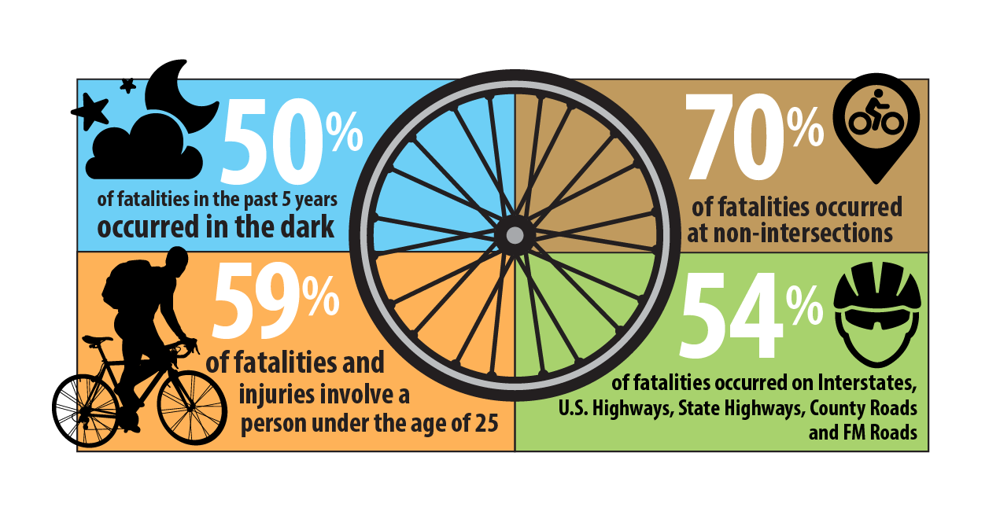 50%
of fatalities in the past 5 years
occurred in the dark
70%
of fatalities occurred
at non-intersections
59%
of fatalities and
injuries involve a
person under the age of 25
54%
of fatalities occurred on Interstates,
U.S. Highways, State Highways, County Roads
and FM Roads